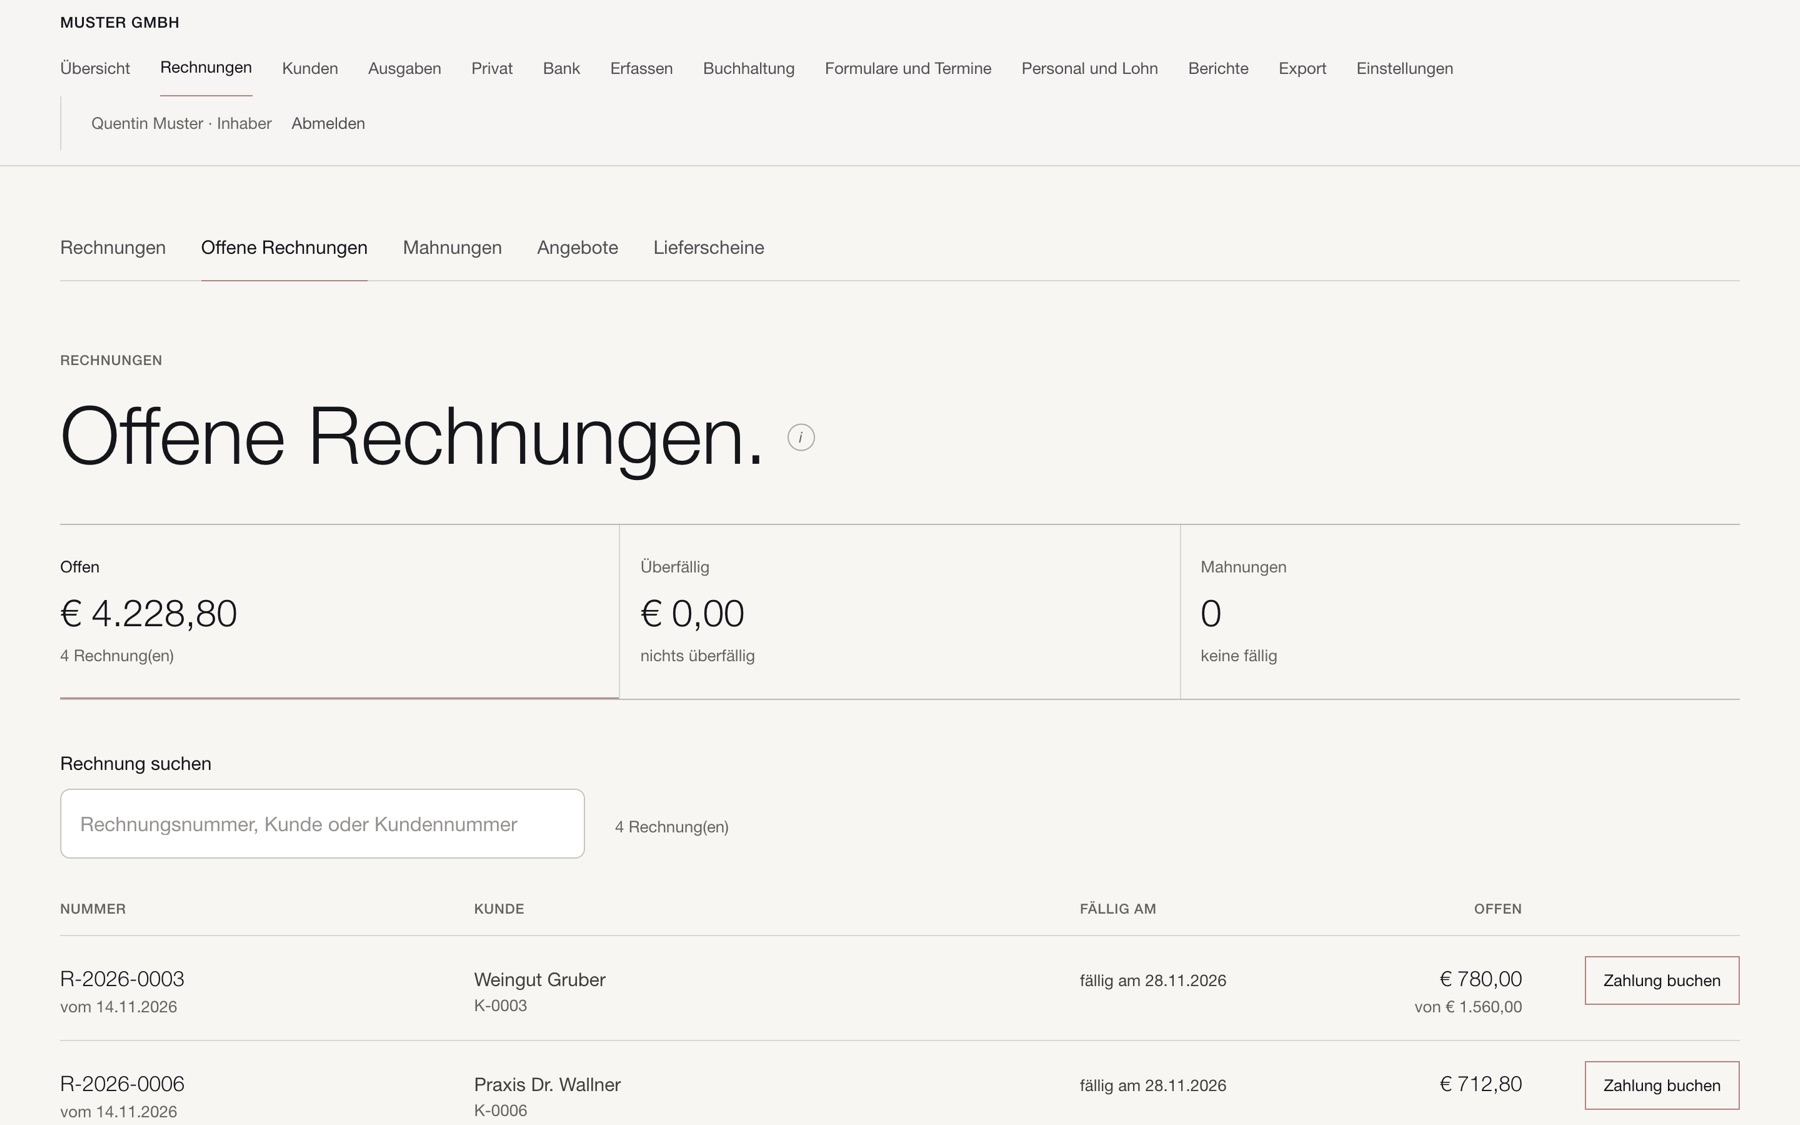 MUSTER GMBH
Übersicht Rechnungen Kunden Ausgaben Privat Bank Erfassen Buchhaltung Formulare und Termine Personal und Lohn Berichte Export Einstellungen
Quentin Muster · Inhaber Abmelden
Rechnungen Offene Rechnungen Mahnungen Angebote Lieferscheine
RECHNUNGEN
Offene Rechnungen. i
Offen Überfällig Mahnungen
€ 4.228,80 € 0,00 0
4 Rechnung(en) nichts überfällig keine fällig
Rechnung suchen
Rechnungsnummer, Kunde oder Kundennummer 4 Rechnung(en)
NUMMER KUNDE FÄLLIG AM OFFEN
R-2026-0003 Weingut Gruber fällig am 28.11.2026 € 780,00 Zahlung buchen
vom 14.11.2026 K-0003 von € 1.560,00
R-2026-0006 Praxis Dr. Wallner fällig am 28.11.2026 € 712,80 Zahlung buchen
vom 14.11.2026 K-0006